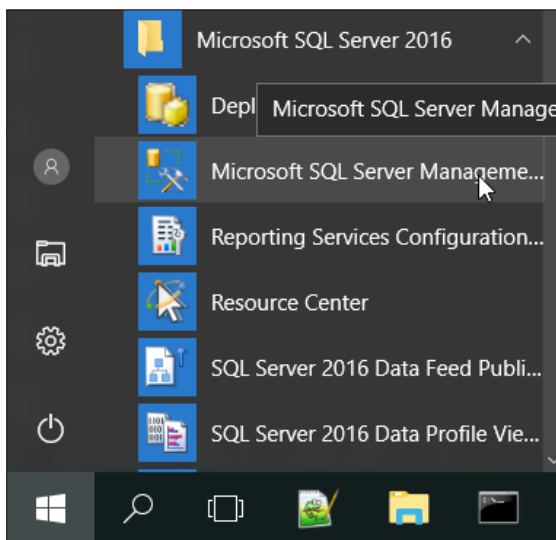 Microsoft SQL Server 2016
Depl
Microsoft SQL Server Manage
Microsoft SQL Server Manageme...
Reporting Services Configuration...
Resource Center
SQL Server 2016 Data Feed Publi...
SQL Server 2016 Data Profile Vie...